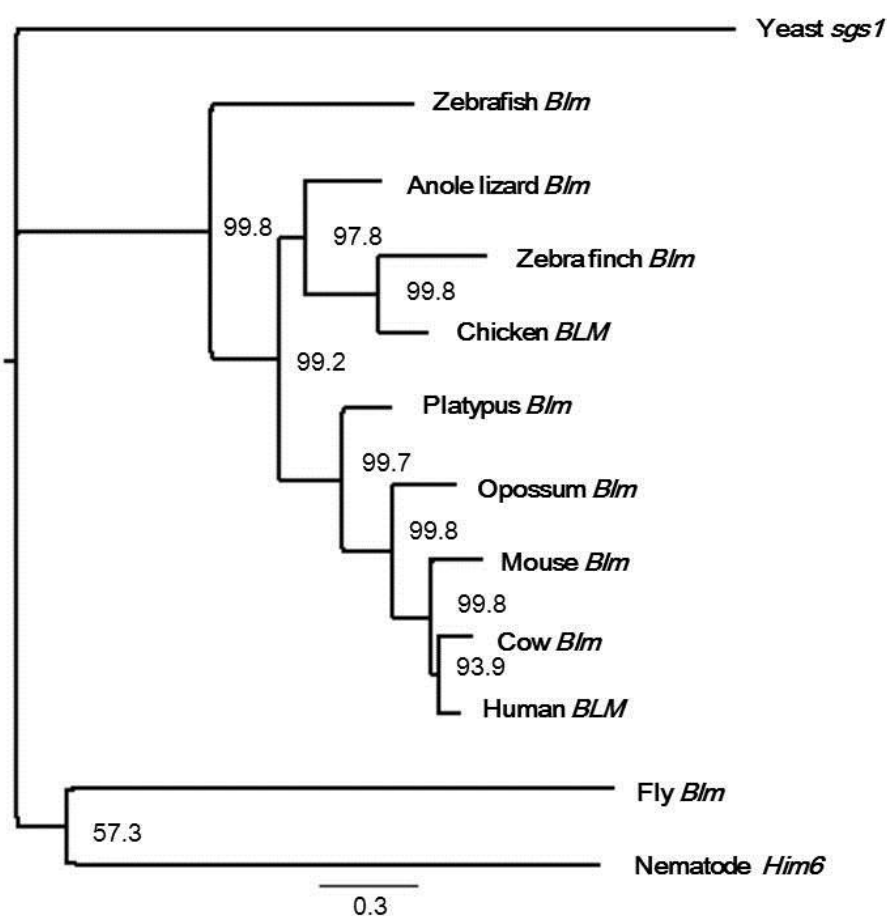 Yeast sgs1
Zebrafish Blm
Anole lizard Blm
99.8
97.8
Zebra finch Blm
99.8
Chicken BLM
99.2
Platypus Blm
99.7
Opossum Blm
99.8
Mouse Blm
99.8
Cow Blm
93.9
Human BLM
Fly Blm
57.3
Nematode Him6
0.3